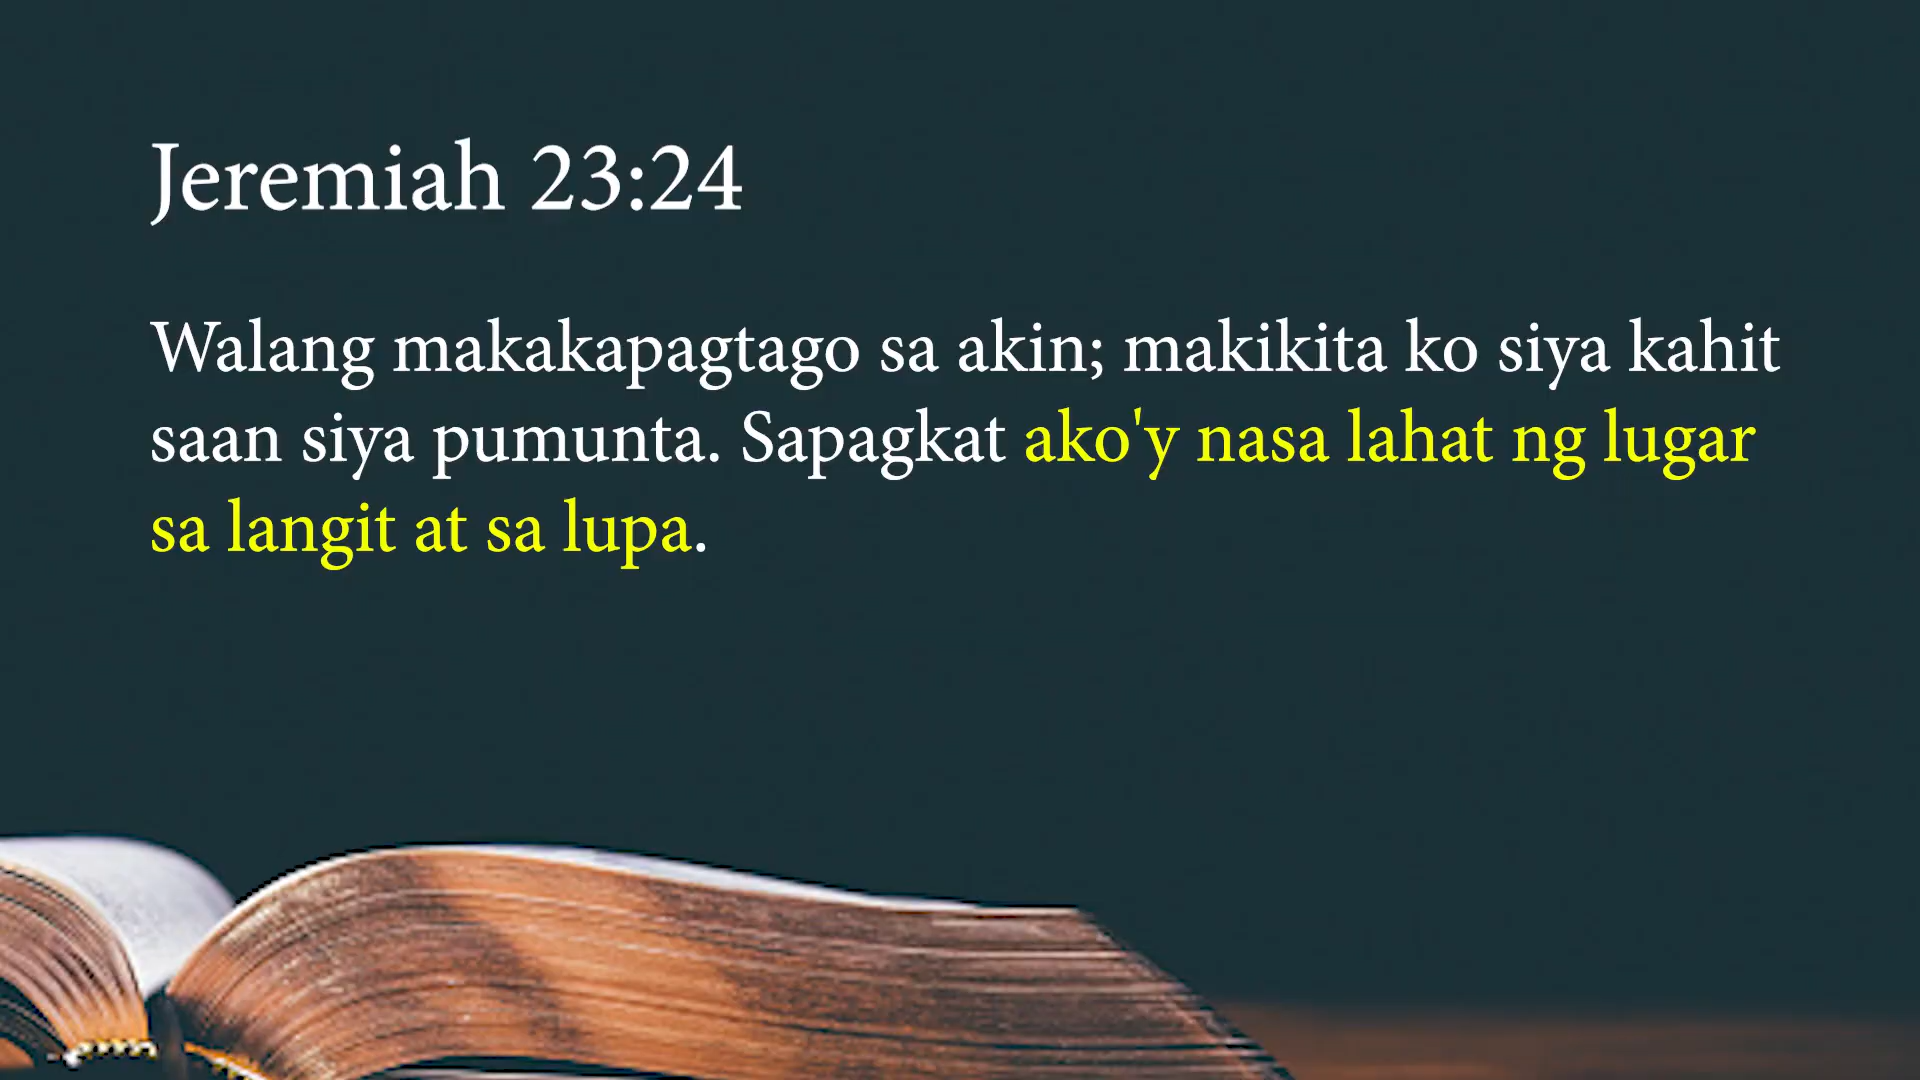 Jeremiah 23:24
Walang makakapagtago sa akin; makikita ko siya kahit
saan siya pumunta. Sapagkat ako'y nasa lahat ng lugar
sa langit at sa lupa.